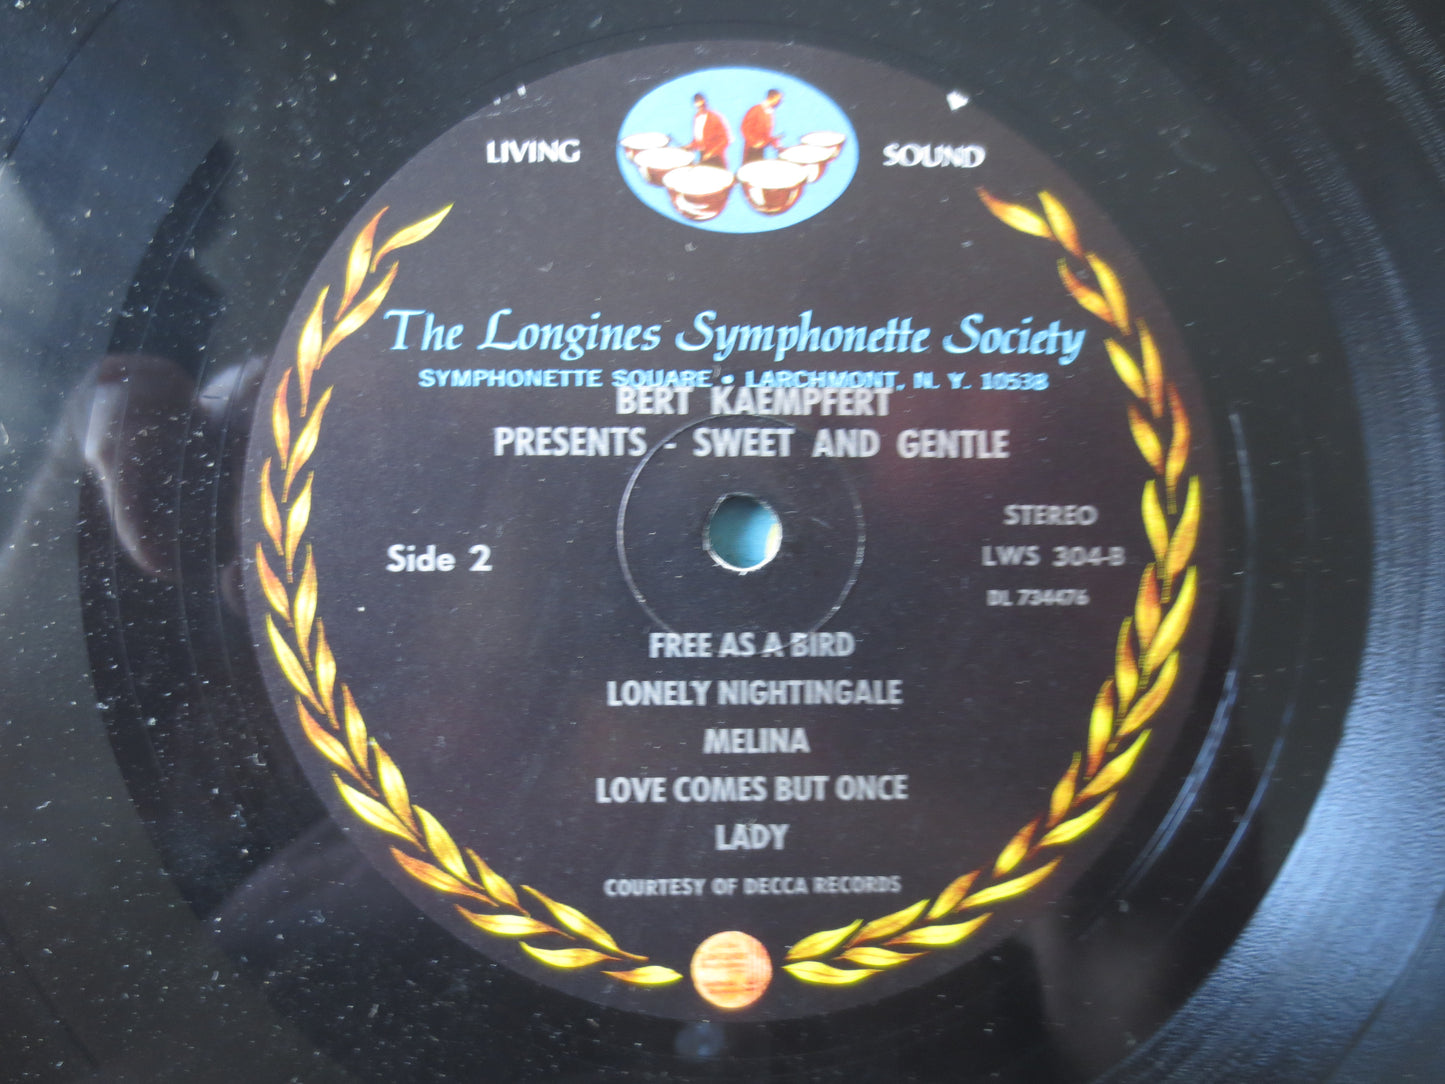 LIVING SOUND
The Longines Symphonette Society
SYMPHONETTE SQUARE • LARCHMONT, N. Y. 10538
BERT KAEMPFERT
PRESENTS - SWEET AND GENTLE
STEREO
Side 2
LWS 304-B
DL 734476
FREE AS A BIRD
LONELY NIGHTINGALE
MELINA
LOVE COMES BUT ONCE
LADY
COURTESY OF DECCA RECORDS